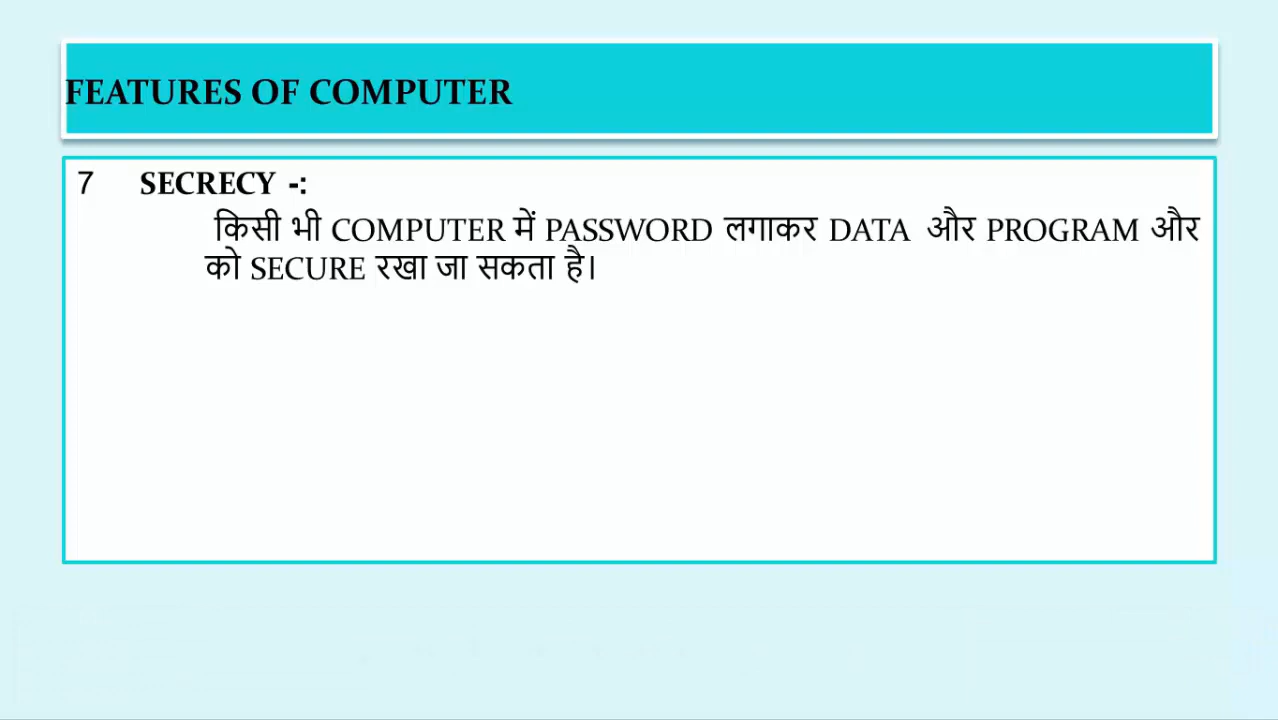 FEATURES OF COMPUTER
7 SECRECY -:
किसी भी COMPUTER में PASSWORD लगाकर DATA और PROGRAM और
को SECURE रखा जा सकता है।